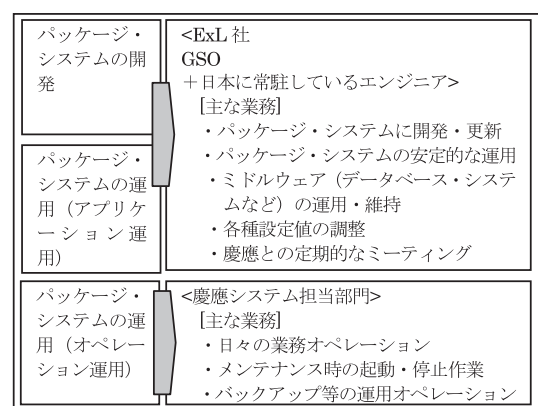 パッケージ・
システムの開
発
<ExL 社
GSO
＋日本に常駐しているエンジニア>
[主な業務]
・パッケージ・システムに開発・更新
・パッケージ・システムの安定的な運用
・ミドルウェア（データベース・システ
ムなど）の運用・維持
・各種設定値の調整
・慶應との定期的なミーティング
パッケージ・
システムの運
用（アプリケ
ーション運
用）
パッケージ・
システムの運
用（オペレー
ション運用）
<慶應システム担当部門>
[主な業務]
・日々の業務オペレーション
・メンテナンス時の起動・停止作業
・バックアップ等の運用オペレーション